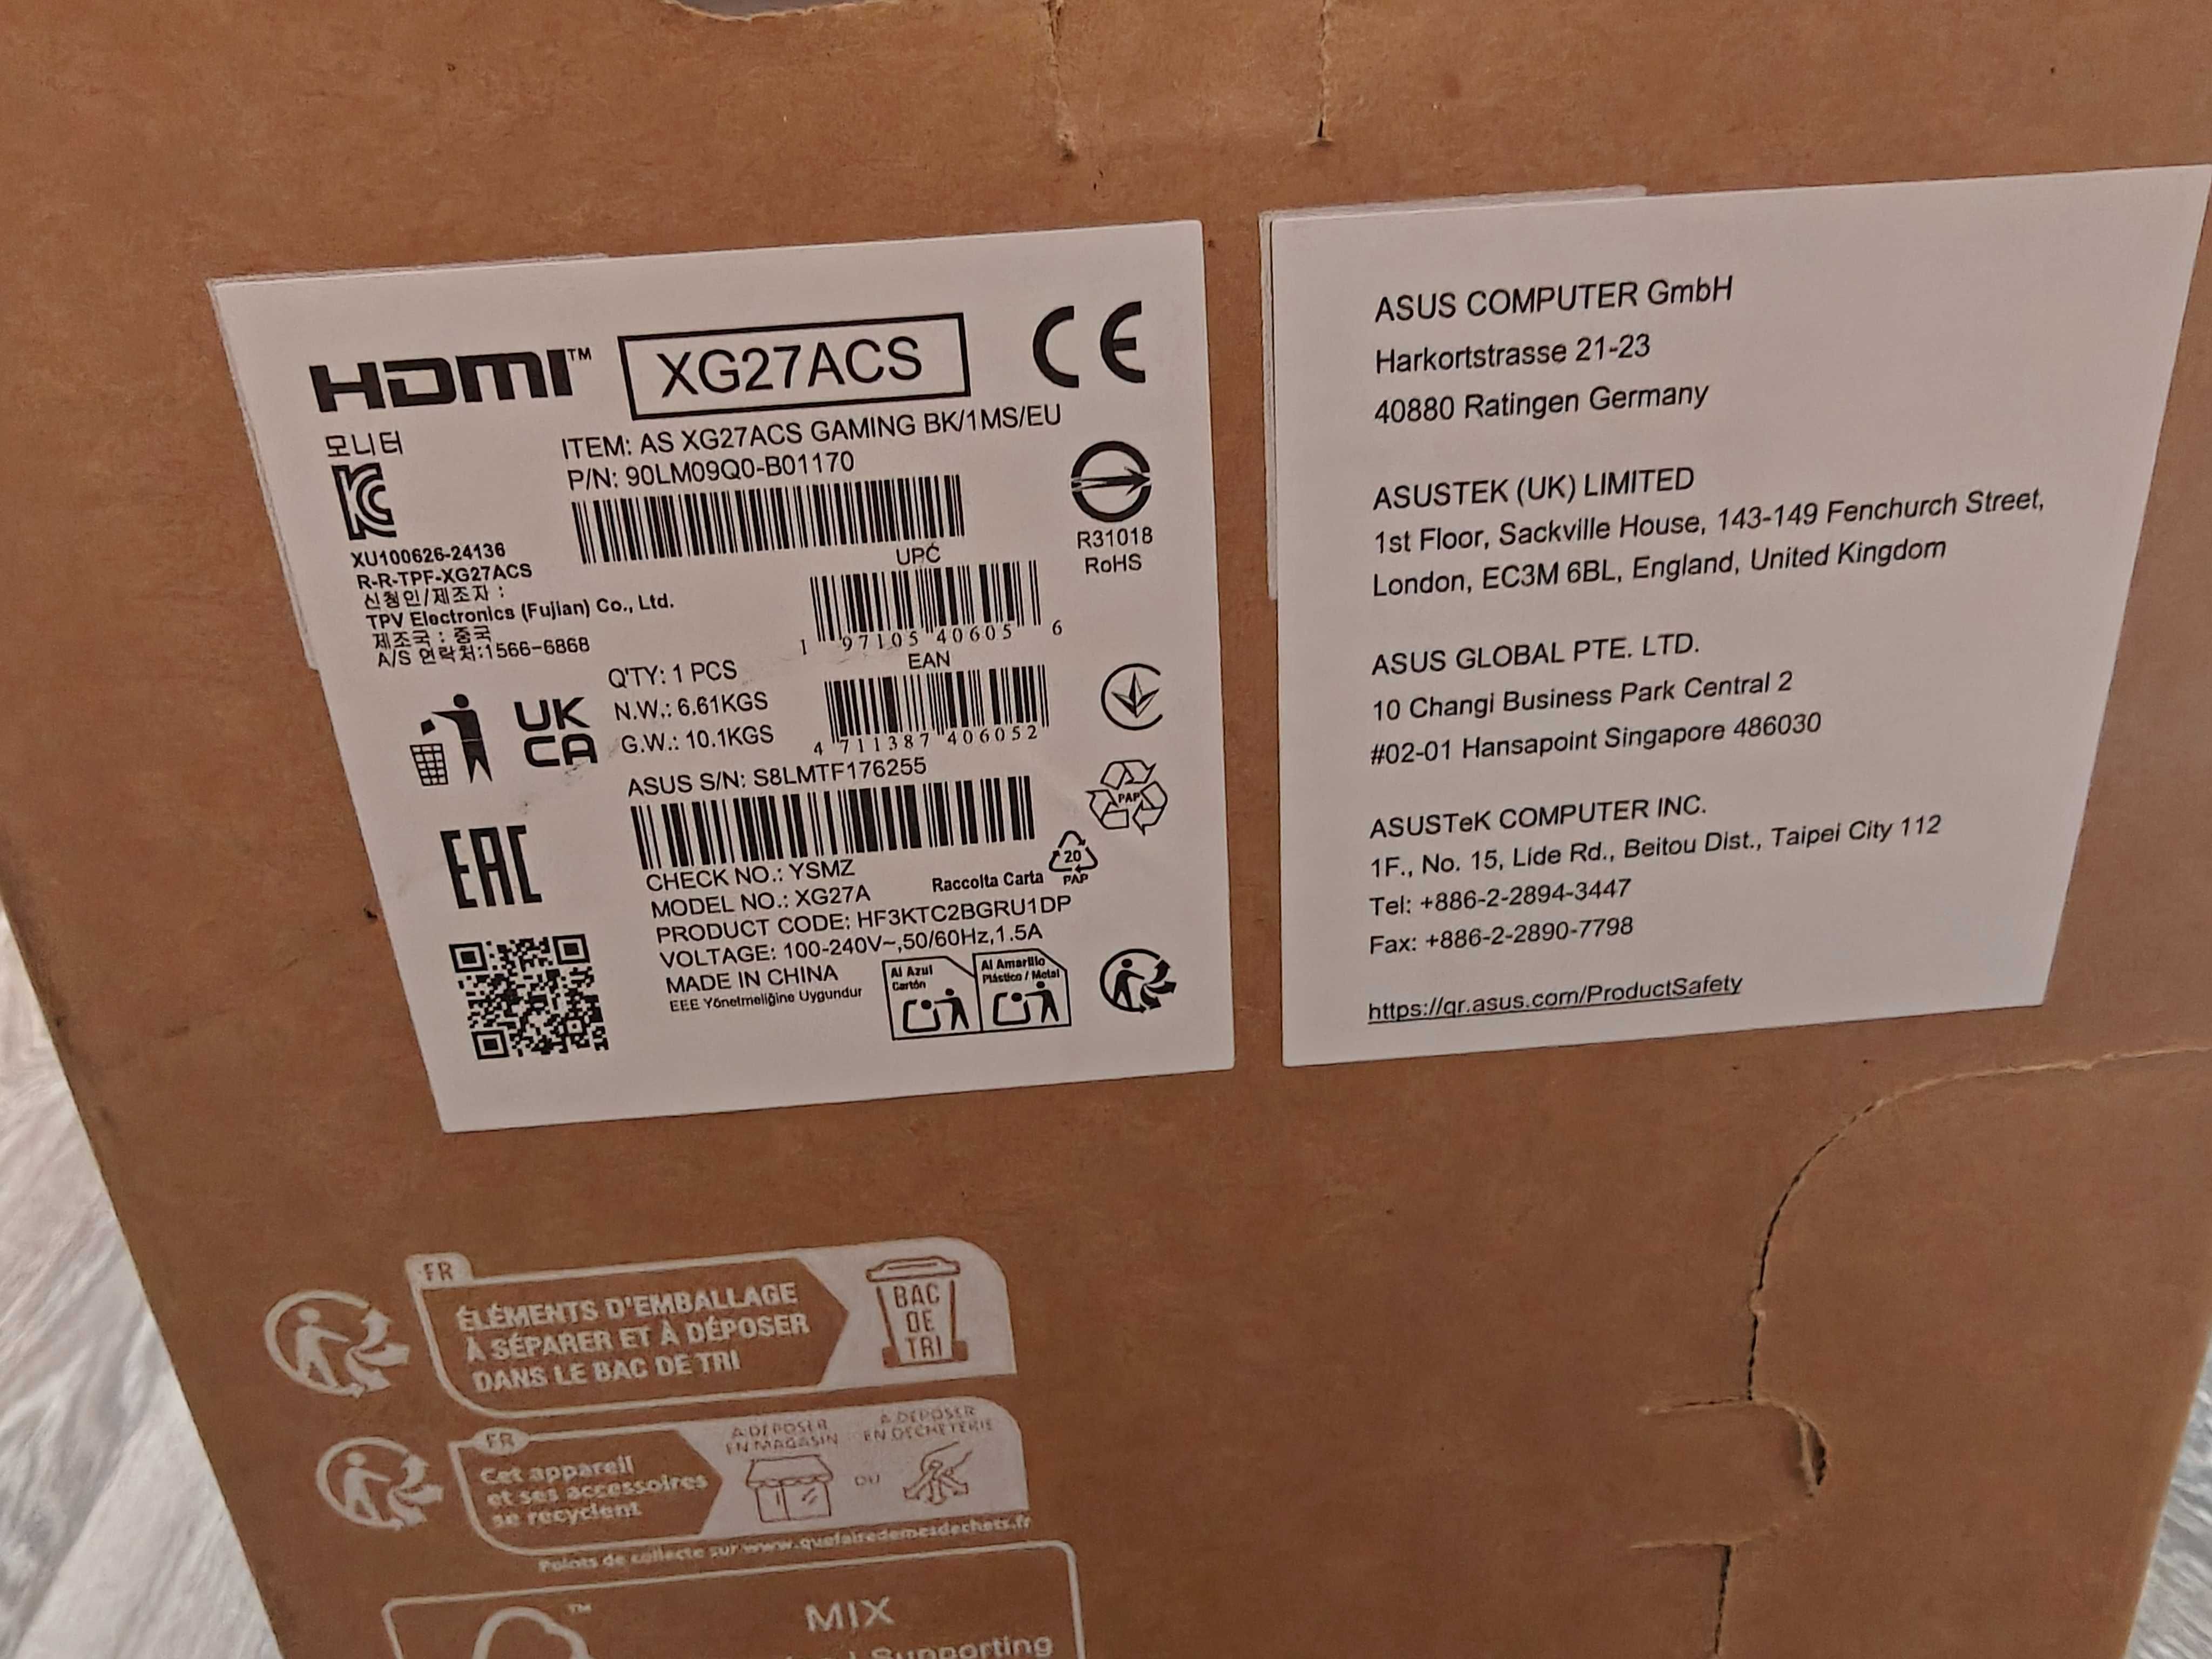 HDMI™
XG27ACS
CE
모니터
ITEM: AS XG27ACS GAMING BK/1MS/EU
P/N: 90LM09Q0-B01170
XU100626-24136
R-R-TPF-XG27ACS
신청인/제조자 :
TPV Electronics (Fujian) Co., Ltd.
제조국 : 중국
A/S 연락처:1566-6868
R31018
RoHS
UPC
1 97105 40605 6
EAN
4 711387 406052
Q'TY: 1 PCS
N.W.: 6.61KGS
G.W.: 10.1KGS
UK
CA
ASUS S/N: S8LMTF176255
PAP
EAC
CHECK NO.: YSMZ
MODEL NO.: XG27A
Raccolta Carta
20
PAP
PRODUCT CODE: HF3KTC2BGRU1DP
VOLTAGE: 100-240V~,50/60Hz,1.5A
MADE IN CHINA
EEE Yönetmeliğine Uygundur
Al Azul
Cartón
Al Amarillo
Plástico / Metal
ASUS COMPUTER GmbH
Harkortstrasse 21-23
40880 Ratingen Germany
ASUSTEK (UK) LIMITED
1st Floor, Sackville House, 143-149 Fenchurch Street,
London, EC3M 6BL, England, United Kingdom
ASUS GLOBAL PTE. LTD.
10 Changi Business Park Central 2
#02-01 Hansapoint Singapore 486030
ASUSTeK COMPUTER INC.
1F., No. 15, Lide Rd., Beitou Dist., Taipei City 112
Tel: +886-2-2894-3447
Fax: +886-2-2890-7798
https://qr.asus.com/ProductSafety
FR
ÉLÉMENTS D'EMBALLAGE
À SÉPARER ET À DÉPOSER
DANS LE BAC DE TRI
BAC
DE
TRI
FR
Cet appareil
et ses accessoires
se recyclent
À DÉPOSER
EN MAGASIN
OU
À DÉPOSER
EN DÉCHÈTERIE
Points de collecte sur www.quefairedemesdechets.fr
™
MIX
Supporting